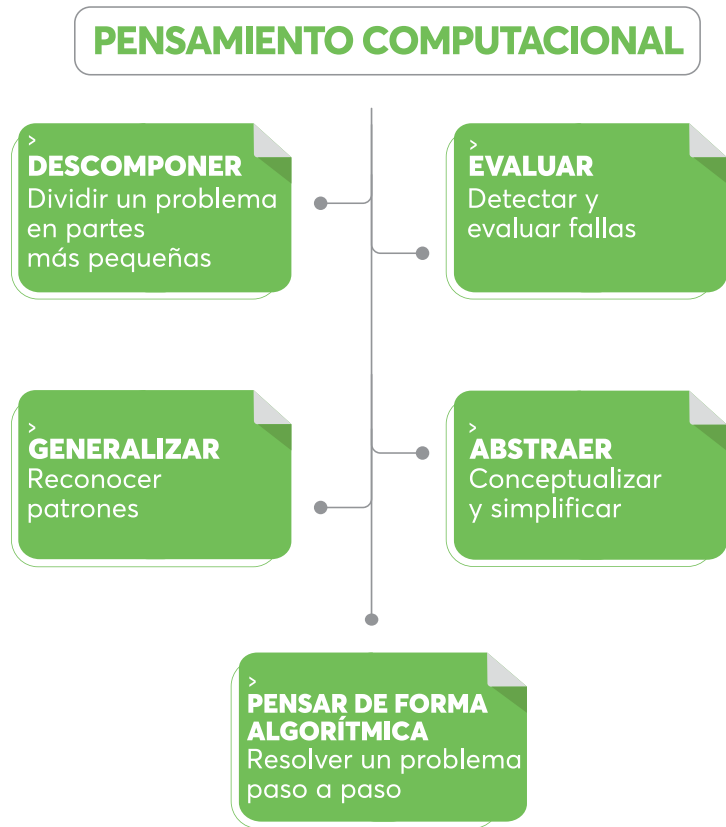 PENSAMIENTO COMPUTACIONAL
>
DESCOMPONER
Dividir un problema
en partes
más pequeñas
>
EVALUAR
Detectar y
evaluar fallas
>
GENERALIZAR
Reconocer
patrones
>
ABSTRAER
Conceptualizar
y simplificar
>
PENSAR DE FORMA
ALGORÍTMICA
Resolver un problema
paso a paso